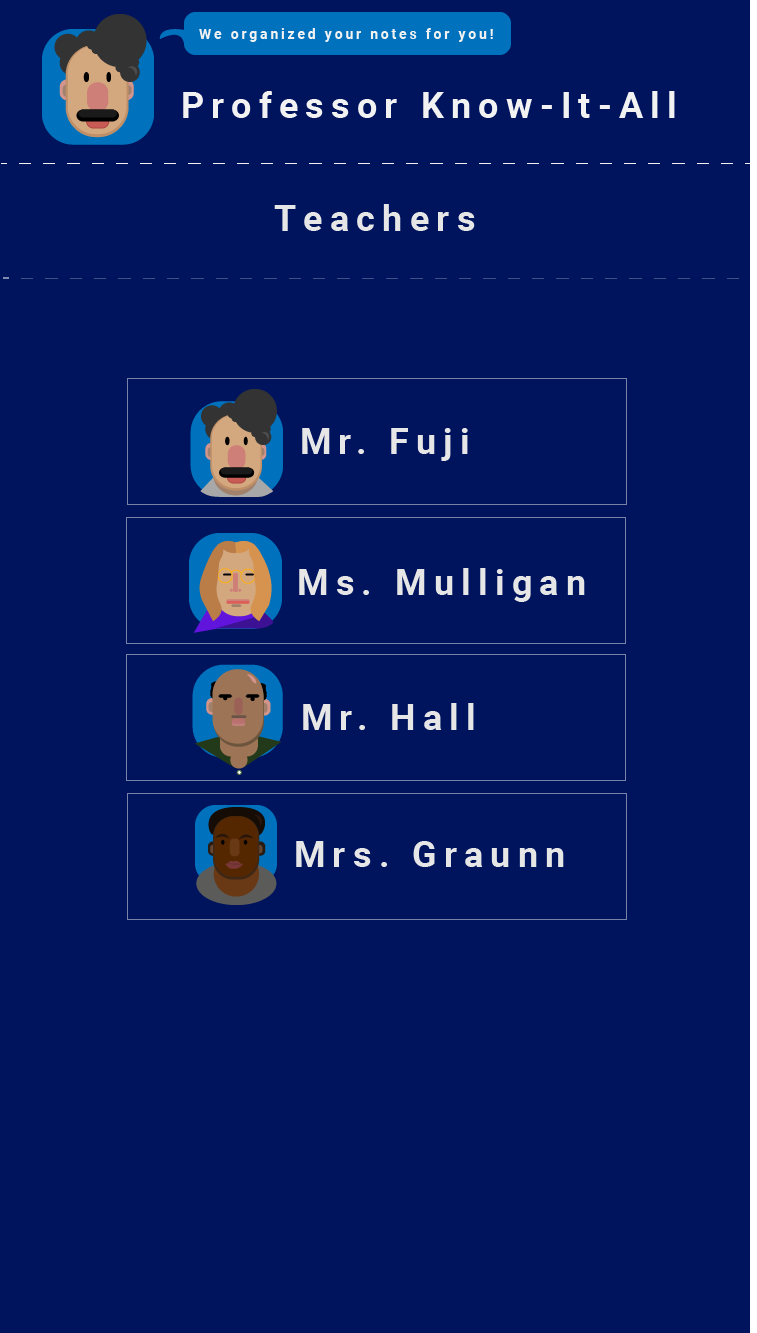 We organized your notes for you!
Professor Know-It-All
Teachers
Mr. Fuji
Ms. Mulligan
Mr. Hall
Mrs. Graunn